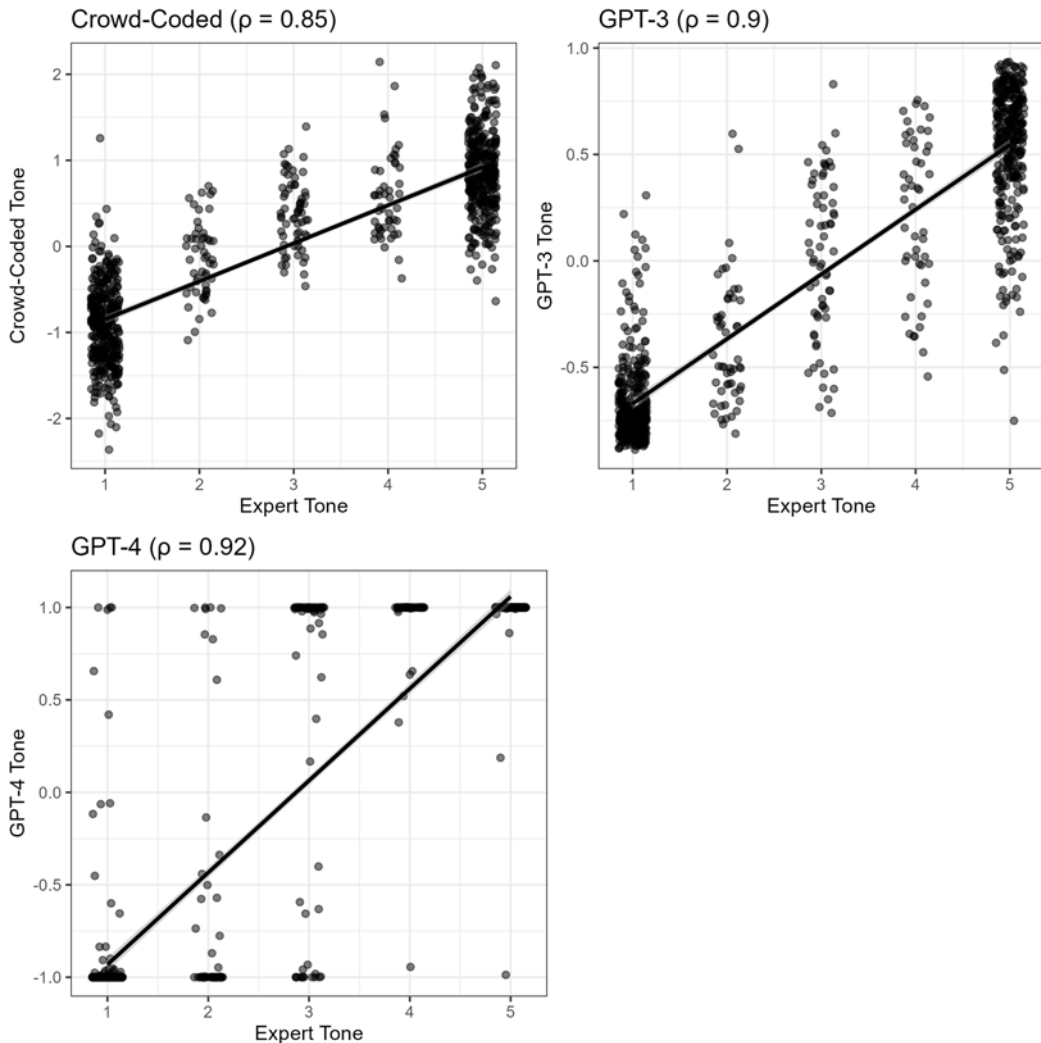 Crowd-Coded (ρ = 0.85)
2
1
0
-1
-2
Crowd-Coded Tone
1 2 3 4 5
Expert Tone
GPT-3 (ρ = 0.9)
1.0
0.5
0.0
-0.5
GPT-3 Tone
1 2 3 4 5
Expert Tone
GPT-4 (ρ = 0.92)
1.0
0.5
0.0
-0.5
-1.0
GPT-4 Tone
1 2 3 4 5
Expert Tone